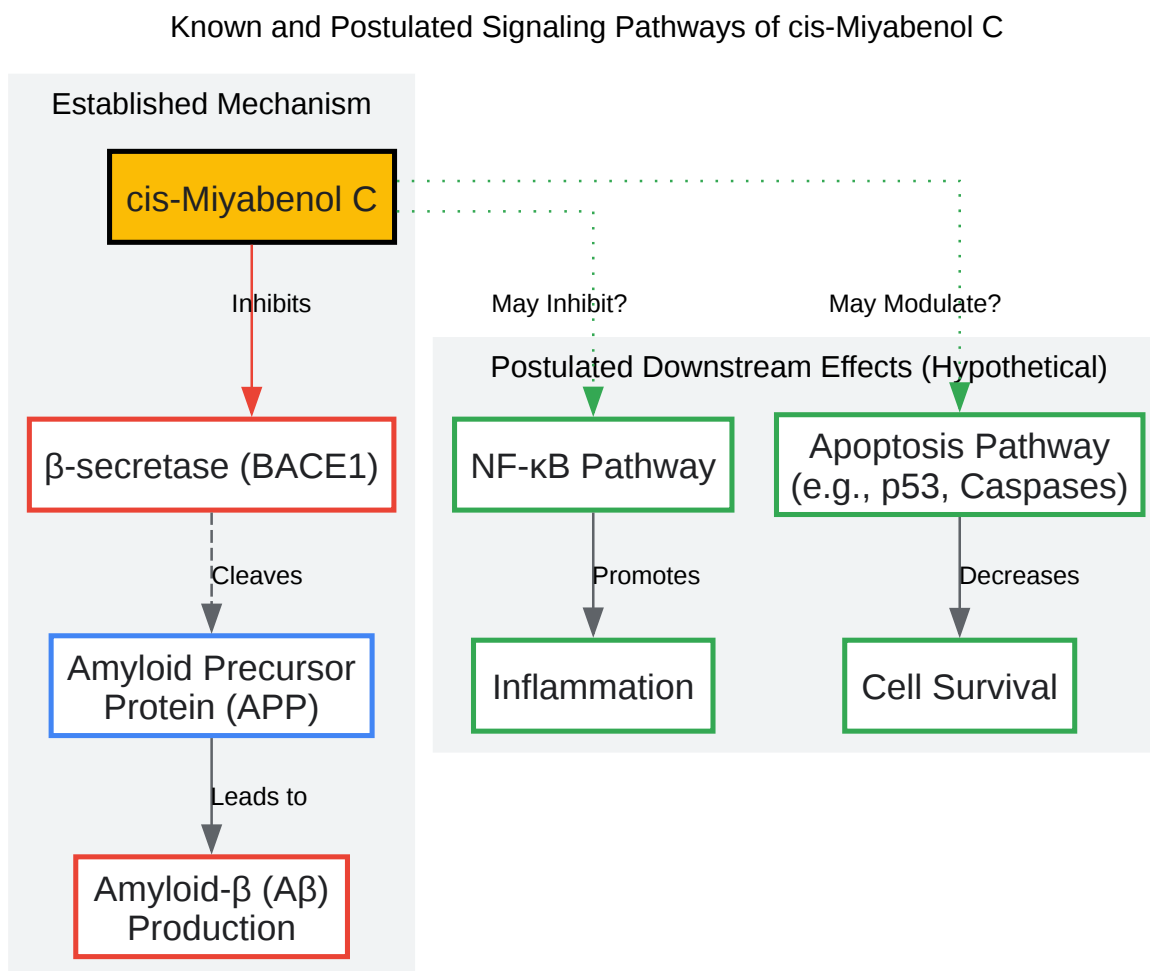 Known and Postulated Signaling Pathways of cis-Miyabenol C
Established Mechanism
cis-Miyabenol C
Inhibits
May Inhibit?
May Modulate?
Postulated Downstream Effects (Hypothetical)
β-secretase (BACE1)
NF-κB Pathway
Apoptosis Pathway
(e.g., p53, Caspases)
Cleaves
Promotes
Decreases
Amyloid Precursor
Protein (APP)
Inflammation
Cell Survival
Leads to
Amyloid-β (Aβ)
Production